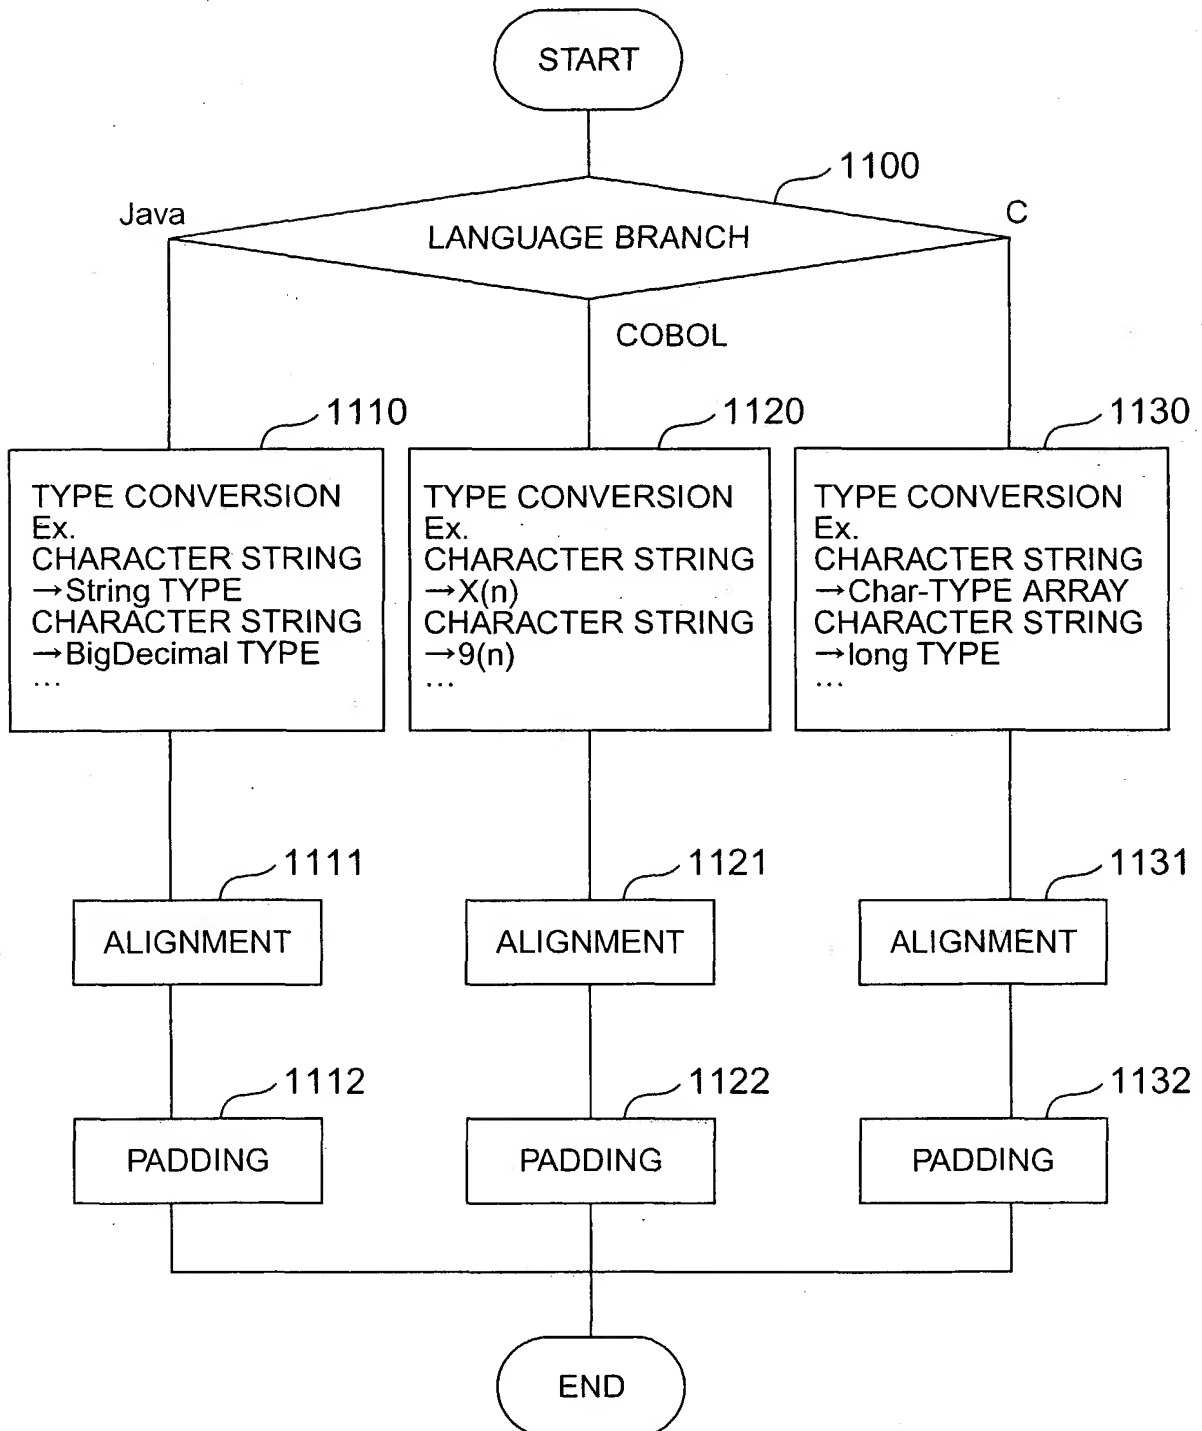 START
1100
Java
C
LANGUAGE BRANCH
COBOL
1110
TYPE CONVERSION
Ex.
CHARACTER STRING
→String TYPE
CHARACTER STRING
→BigDecimal TYPE
...
1120
TYPE CONVERSION
Ex.
CHARACTER STRING
→X(n)
CHARACTER STRING
→9(n)
...
1130
TYPE CONVERSION
Ex.
CHARACTER STRING
→Char-TYPE ARRAY
CHARACTER STRING
→long TYPE
...
1111
ALIGNMENT
1121
ALIGNMENT
1131
ALIGNMENT
1112
PADDING
1122
PADDING
1132
PADDING
END